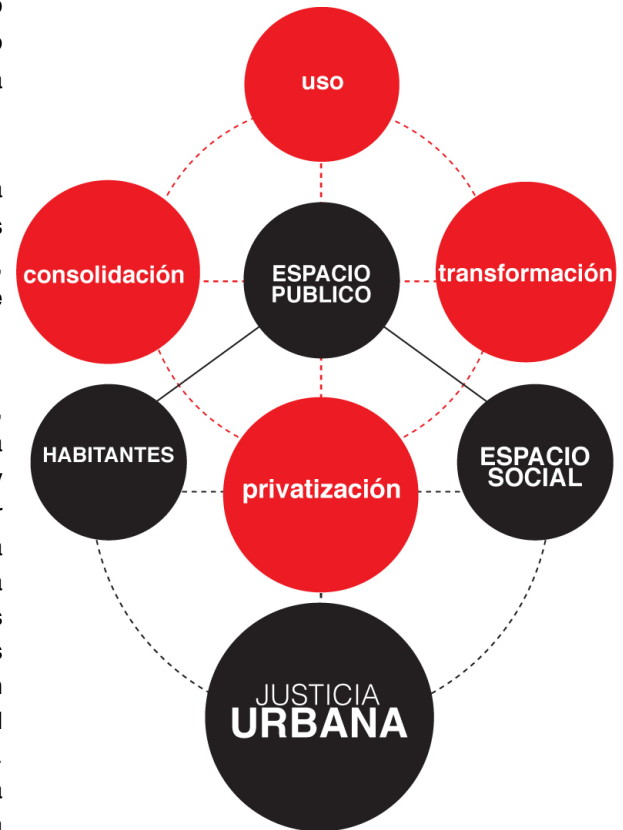 uso
consolidación
ESPACIO
PUBLICO
transformación
HABITANTES
privatización
ESPACIO
SOCIAL
JUSTICIA
URBANA